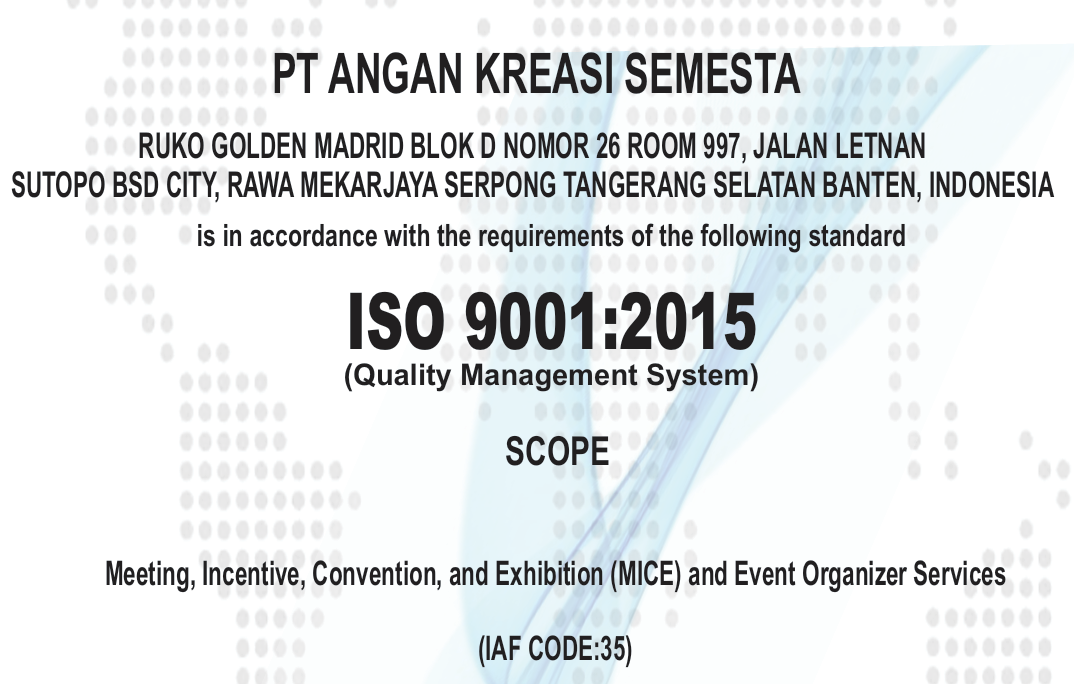 PT ANGAN KREASI SEMESTA
RUKO GOLDEN MADRID BLOK D NOMOR 26 ROOM 997, JALAN LETNAN
SUTOPO BSD CITY, RAWA MEKARJAYA SERPONG TANGERANG SELATAN BANTEN, INDONESIA
is in accordance with the requirements of the following standard
ISO 9001:2015
(Quality Management System)
SCOPE
Meeting, Incentive, Convention, and Exhibition (MICE) and Event Organizer Services
(IAF CODE:35)